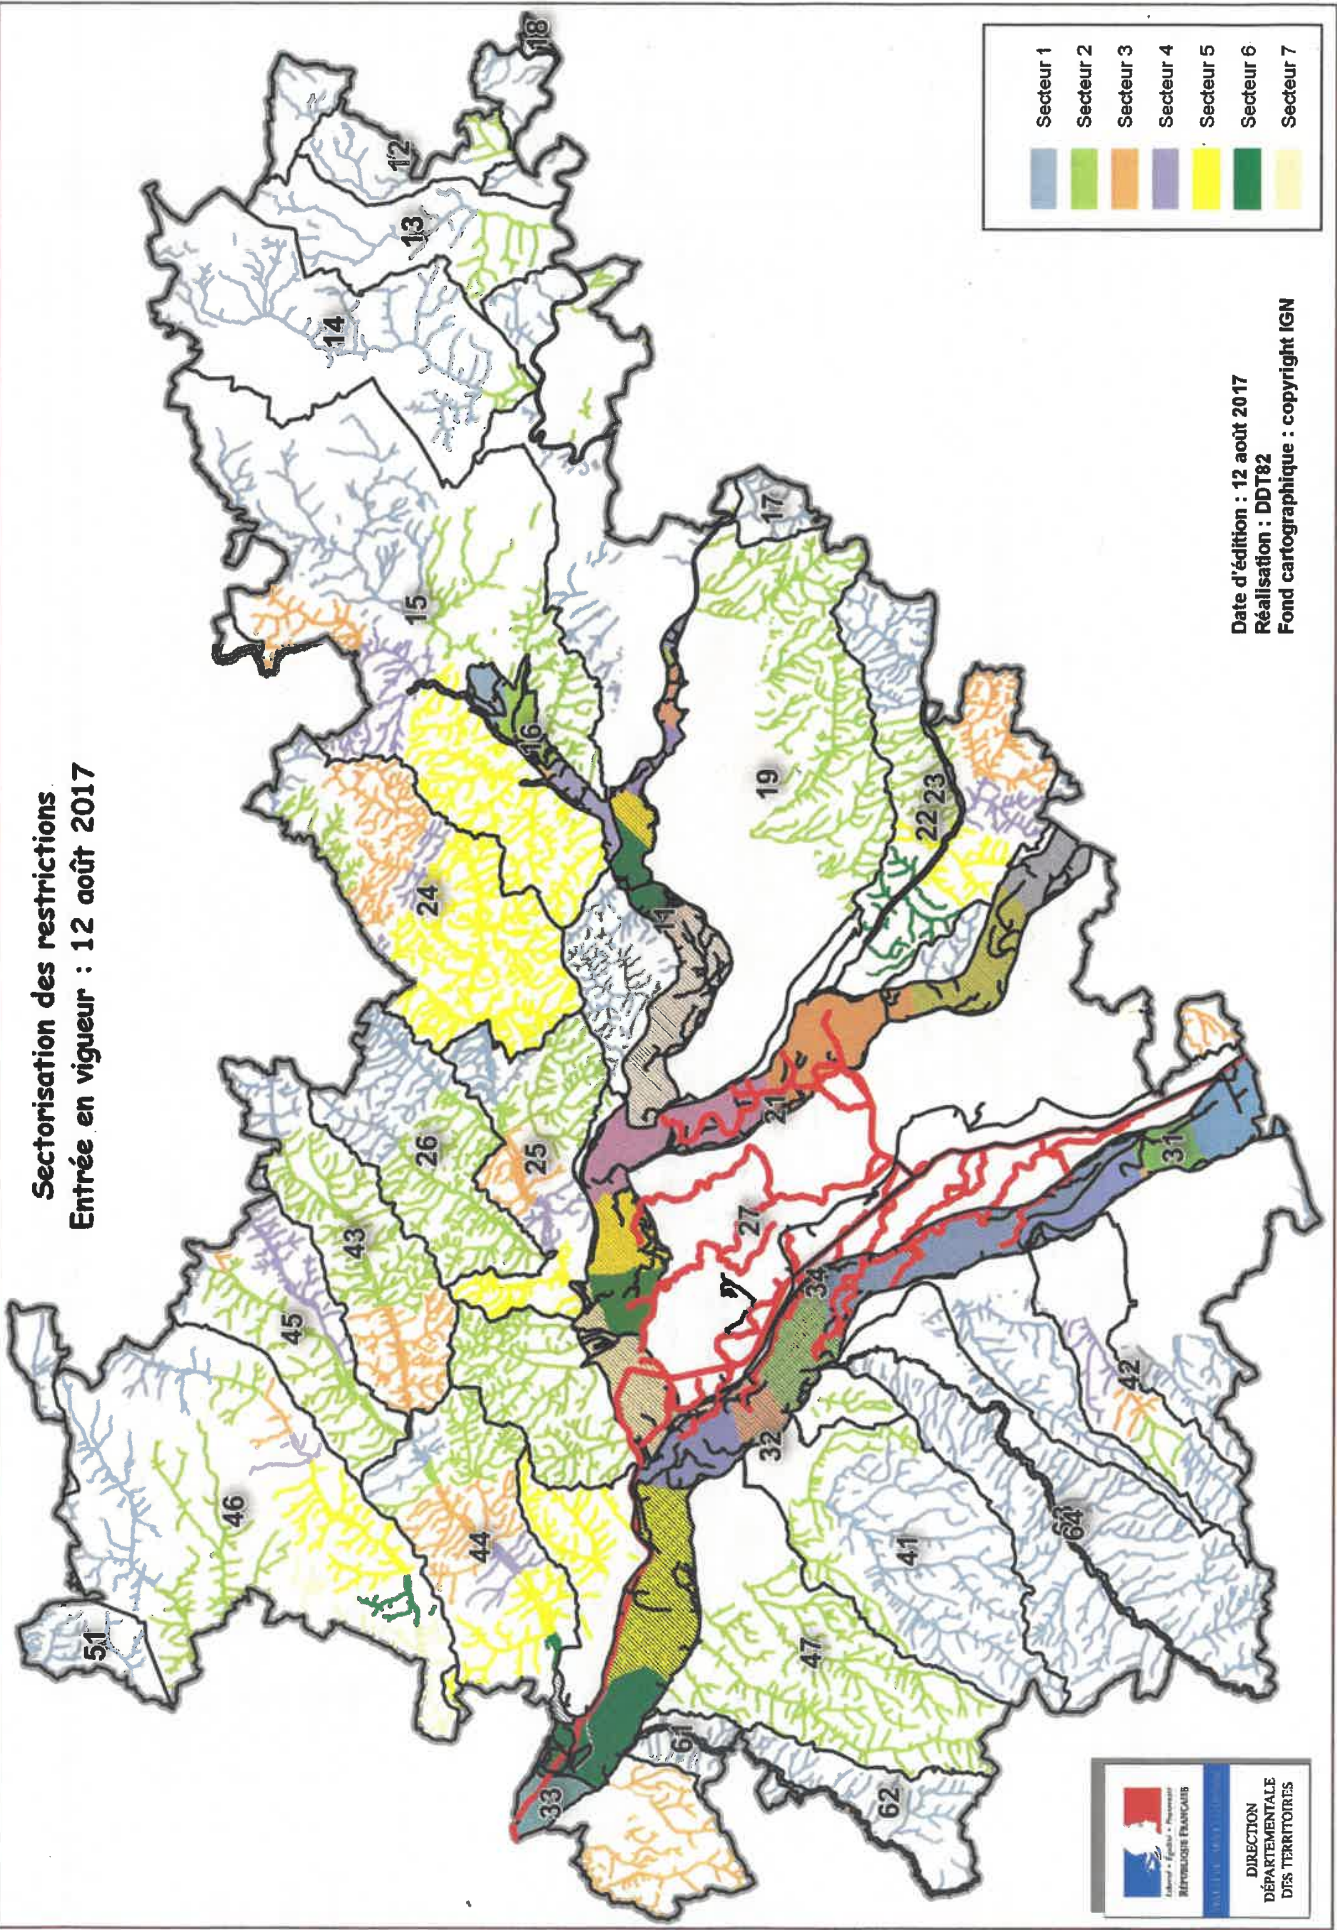 Sectorisation des restrictions
Entrée en vigueur : 12 août 2017
18
12
13
14
17
15
16
19
22
23
24
11
21
26
25
43
27
31
45
34
42
32
46
44
41
64
47
51
61
33
62
Secteur 1
Secteur 2
Secteur 3
Secteur 4
Secteur 5
Secteur 6
Secteur 7
Date d'édition : 12 août 2017
Réalisation : DDT82
Fond cartographique : copyright IGN
RÉPUBLIQUE FRANÇAISE
DIRECTION
DÉPARTEMENTALE
DES TERRITOIRES